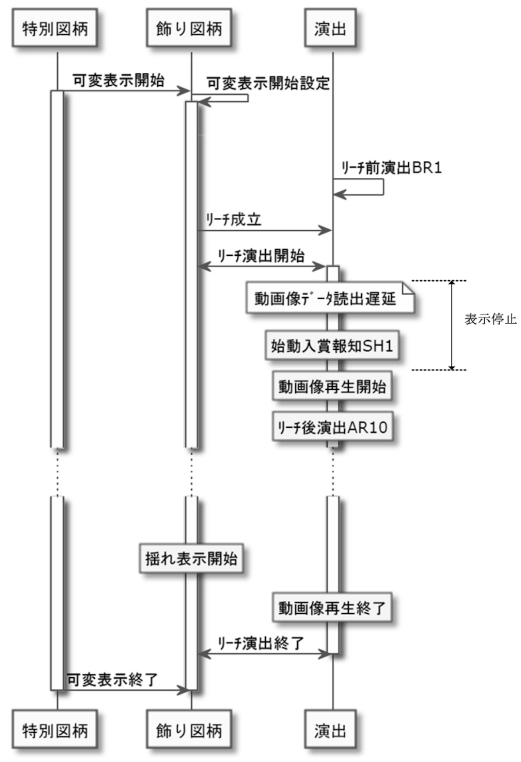 特別図柄
飾り図柄
演出
可変表示開始
可変表示開始設定
ﾘｰﾁ前演出BR1
ﾘｰﾁ成立
ﾘｰﾁ演出開始
動画像ﾃﾞｰﾀ読出遅延
表示停止
始動入賞報知SH1
動画像再生開始
ﾘｰﾁ後演出AR10
揺れ表示開始
動画像再生終了
ﾘｰﾁ演出終了
可変表示終了
特別図柄
飾り図柄
演出